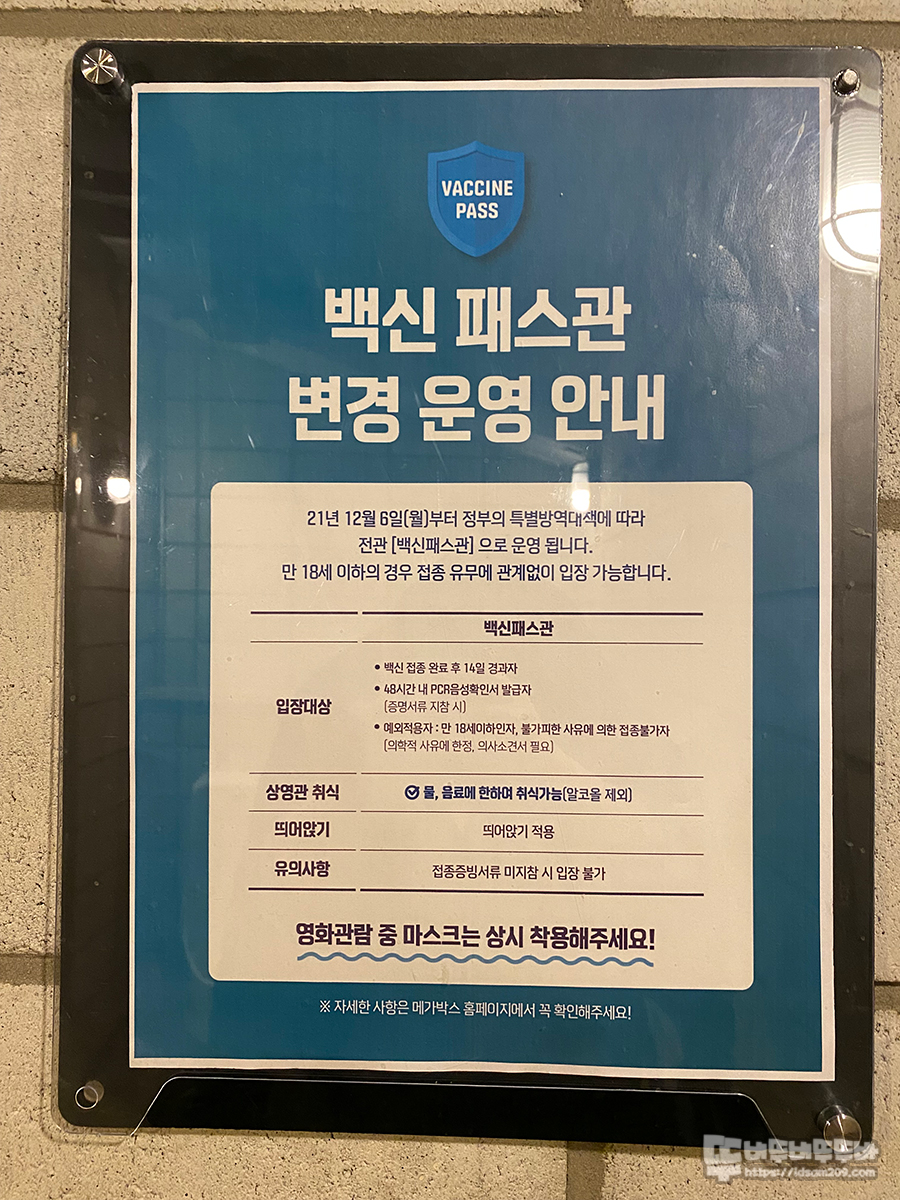 VACCINE
PASS
백신 패스관
변경 운영 안내
21년 12월 6일(월)부터 정부의 특별방역대책에 따라
전관 [백신패스관] 으로 운영 됩니다.
만 18세 이하의 경우 접종 유무에 관계없이 입장 가능합니다.
백신패스관
입장대상
• 백신 접종 완료 후 14일 경과자
• 48시간 내 PCR음성확인서 발급자
(증명서류 지참 시)
• 예외적용자 : 만 18세이하인자, 불가피한 사유에 의한 접종불가자
(의학적 사유에 한정, 의사소견서 필요)
상영관 취식 물, 음료에 한하여 취식가능(알코올 제외)
띄어앉기 띄어앉기 적용
유의사항 접종증빙서류 미지참 시 입장 불가
영화관람 중 마스크는 상시 착용해주세요!
※ 자세한 사항은 메가박스 홈페이지에서 꼭 확인해주세요!
https://idsam209.com